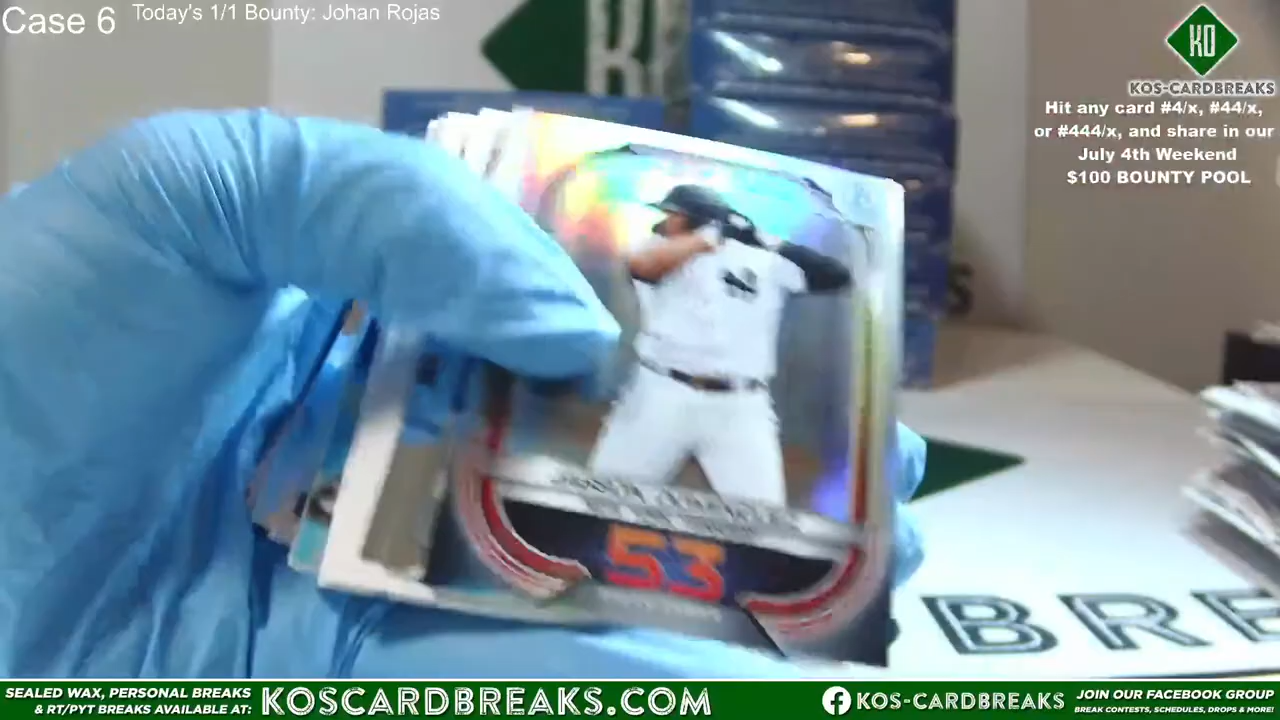 Case 6
Today's 1/1 Bounty: Johan Rojas
KO
KOS-CARDBREAKS
Hit any card #4/x, #44/x,
or #444/x, and share in our
July 4th Weekend
$100 BOUNTY POOL
53
BRE
SEALED WAX, PERSONAL BREAKS
& RT/PYT BREAKS AVAILABLE AT:
KOSCARDBREAKS.COM
KOS-CARDBREAKS
JOIN OUR FACEBOOK GROUP
BREAK CONTESTS, SCHEDULES, DROPS & MORE!